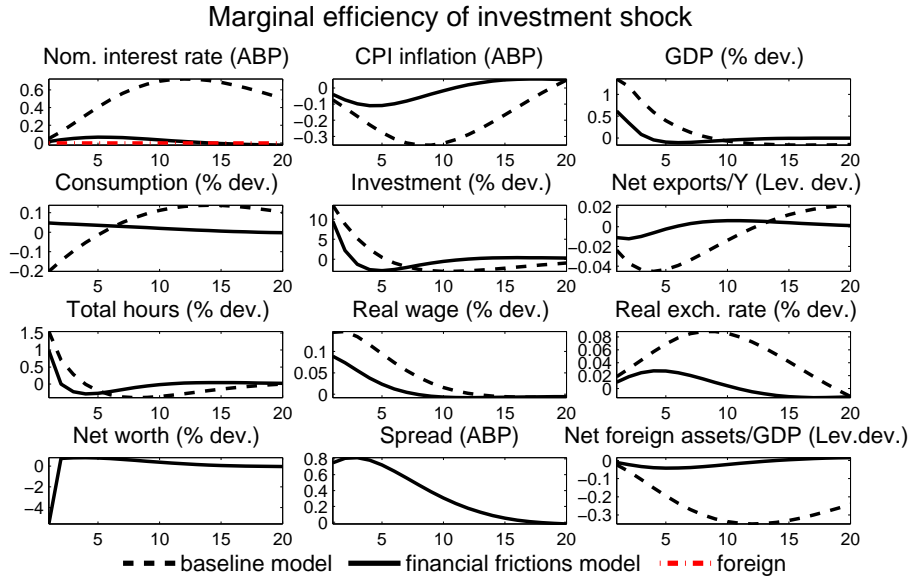 Marginal efficiency of investment shock
Nom. interest rate (ABP)
0.6
0.4
0.2
0
5 10 15 20
CPI inflation (ABP)
0
−0.1
−0.2
−0.3
5 10 15 20
GDP (% dev.)
1
0.5
0
5 10 15 20
Consumption (% dev.)
0.1
0
−0.1
−0.2
5 10 15 20
Investment (% dev.)
10
5
0
5 10 15 20
Net exports/Y (Lev. dev.)
0.02
0
−0.02
−0.04
5 10 15 20
Total hours (% dev.)
1.5
1
0.5
0
5 10 15 20
Real wage (% dev.)
0.1
0.05
0
5 10 15 20
Real exch. rate (% dev.)
0.08
0.06
0.04
0.02
0
5 10 15 20
Net worth (% dev.)
0
−2
−4
5 10 15 20
Spread (ABP)
0.8
0.6
0.4
0.2
0
5 10 15 20
Net foreign assets/GDP (Lev.dev.)
0
−0.1
−0.2
−0.3
5 10 15 20
baseline model financial frictions model foreign